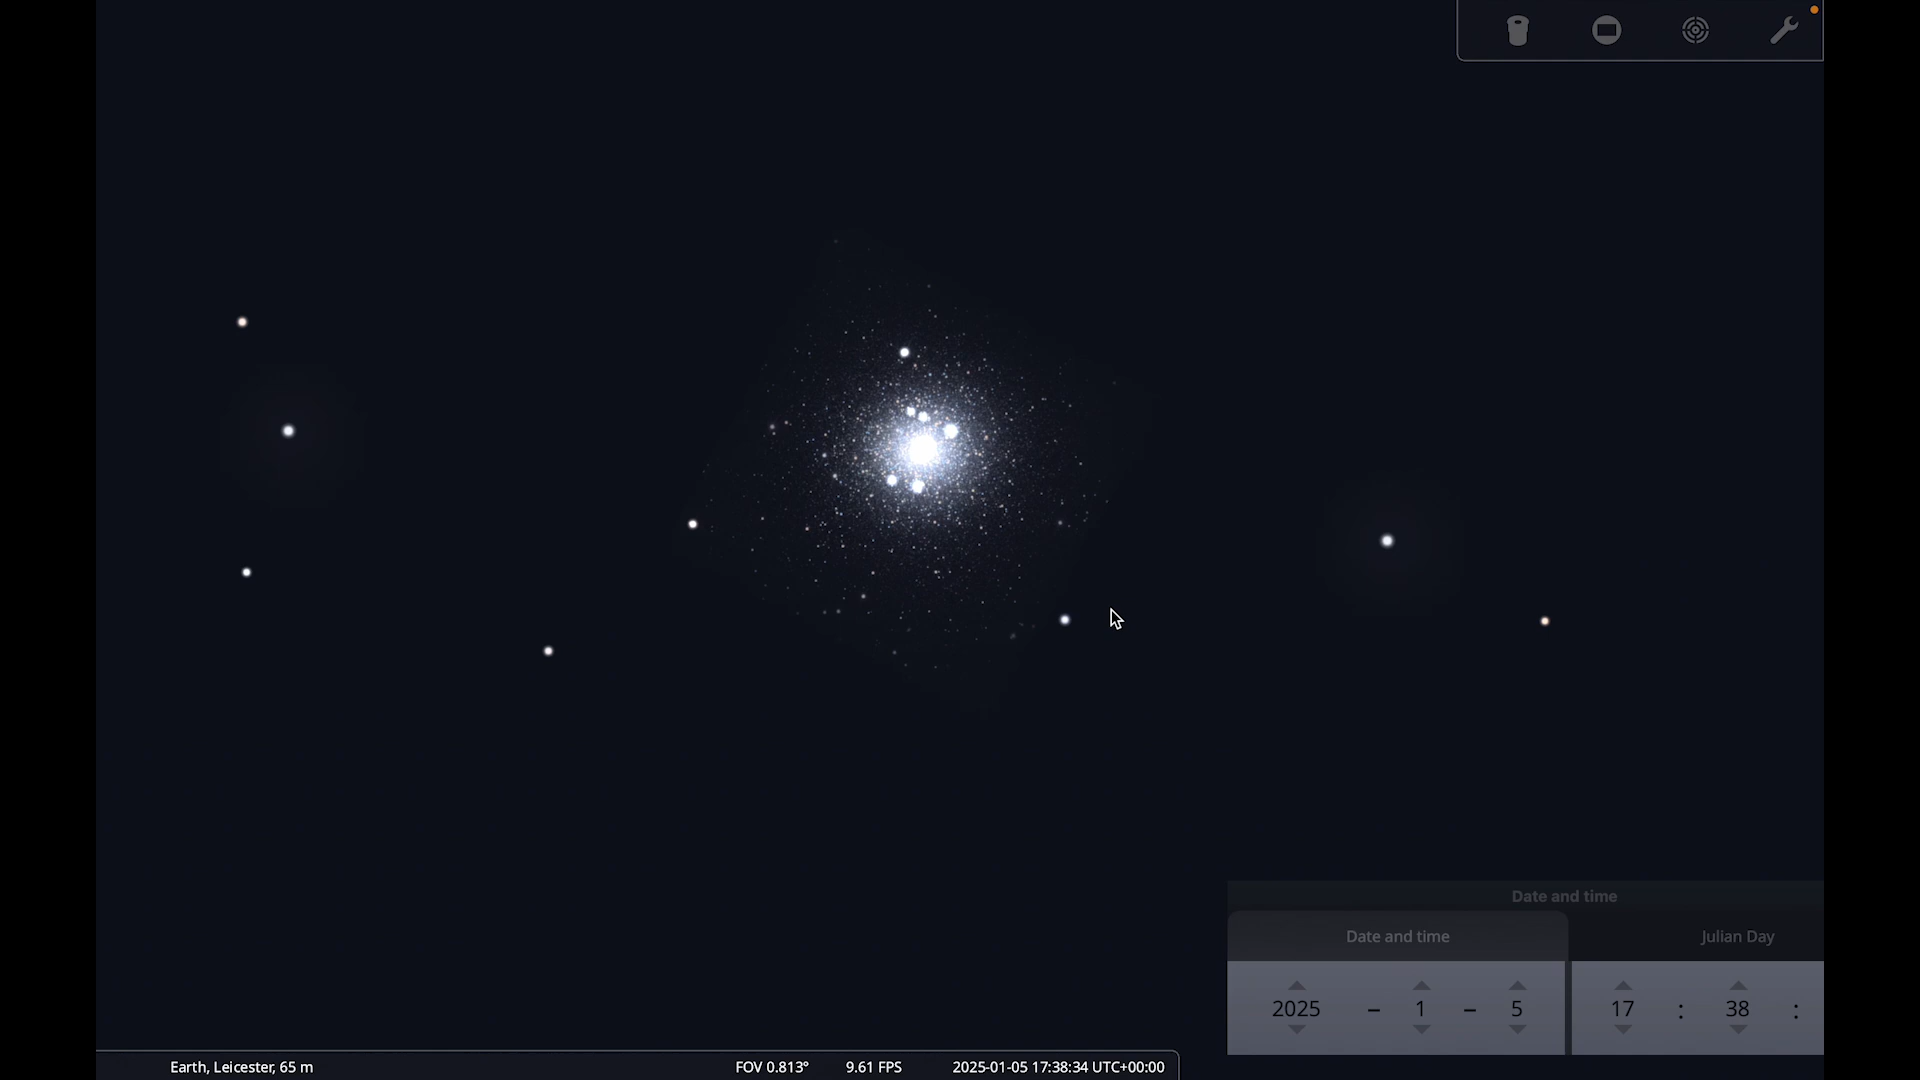 Date and time
Date and time Julian Day
2025 – 1 – 5 17 : 38 :
Earth, Leicester, 65 m FOV 0.813° 9.61 FPS 2025-01-05 17:38:34 UTC+00:00